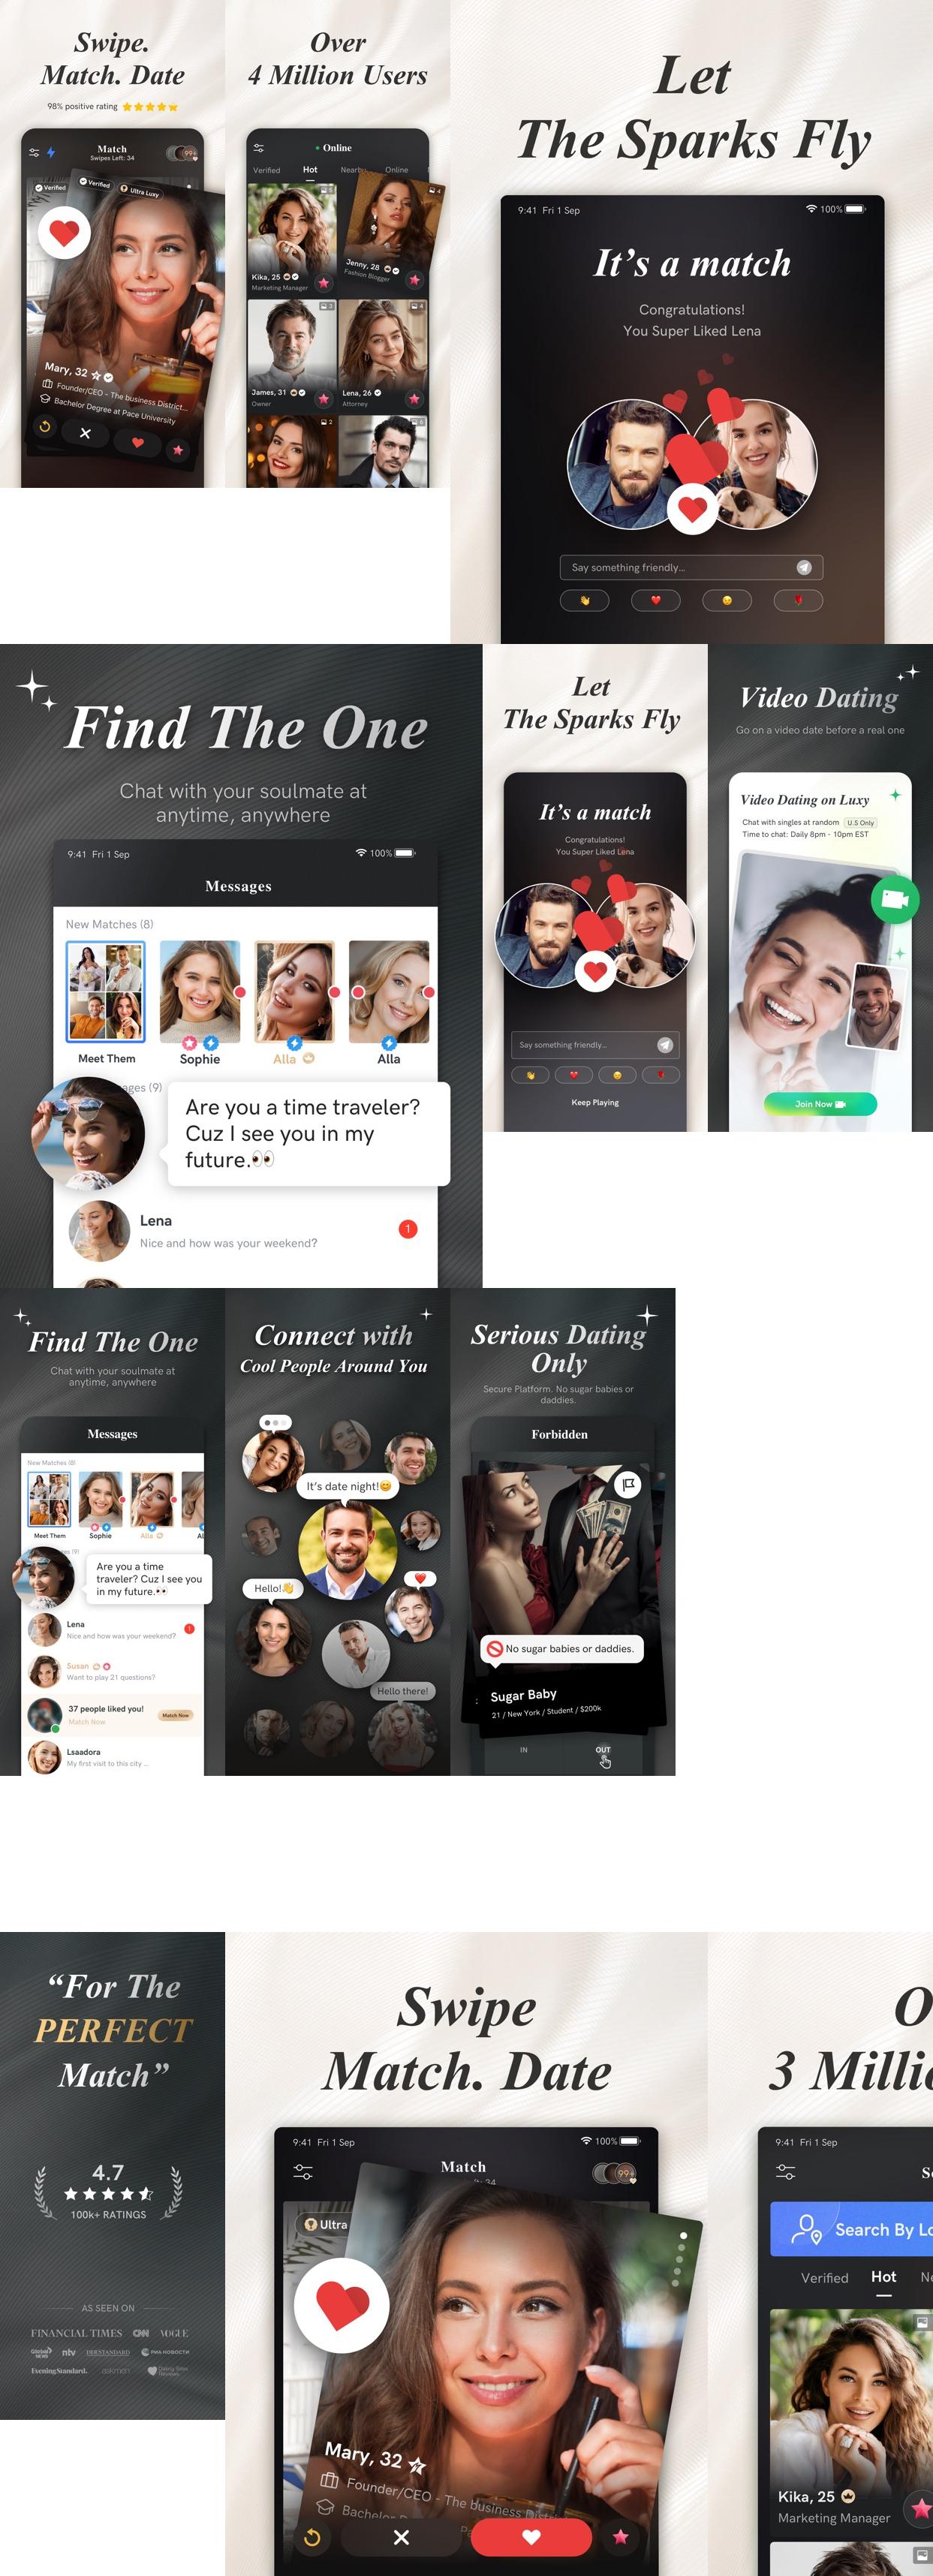 Swipe.
Match. Date
98% positive rating
Match
Swipes Left: 34
99+
Verified
Verified
Ultra Luxy
Mary, 32
Founder/CEO - The business District...
Bachelor Degree at Pace University
Over
4 Million Users
Online
Verified Hot Nearby Online
4
Kika, 25
Marketing Manager
Jenny, 28
Fashion Blogger
James, 31
Owner
Lena, 26
Attorney
2
Let
The Sparks Fly
9:41 Fri 1 Sep
100%
It's a match
Congratulations!
You Super Liked Lena
Say something friendly...
Find The One
Chat with your soulmate at
anytime, anywhere
9:41 Fri 1 Sep
100%
Messages
New Matches (8)
Meet Them
Sophie
Alla
Alla
ages (9)
Are you a time traveler?
Cuz I see you in my
future.👀
Lena
1
Nice and how was your weekend?
Let
The Sparks Fly
It's a match
Congratulations!
You Super Liked Lena
Say something friendly...
Keep Playing
Video Dating
Go on a video date before a real one
Video Dating on Luxy
Chat with singles at random U.S Only
Time to chat: Daily 8pm - 10pm EST
Join Now
Find The One
Chat with your soulmate at
anytime, anywhere
Messages
New Matches (8)
Meet Them
Sophie
Alla
Al
es (9)
Are you a time
traveler? Cuz I see you
in my future.👀
Lena
1
Nice and how was your weekend?
Susan
Want to play 21 questions?
37 people liked you!
Match Now
Match Now
Lsaadora
My first visit to this city ...
Connect with
Cool People Around You
It's date night!😊
Hello!👋
Hello there!
Serious Dating
Only
Secure Platform. No sugar babies or
daddies.
Forbidden
🚫No sugar babies or daddies.
Sugar Baby
21 / New York / Student / $200k
IN
OUT
"For The
PERFECT
Match"
4.7
100k+ RATINGS
AS SEEN ON
FINANCIAL TIMES CNN VOGUE
Global NEWS ntv DERSTANDARD РИА НОВОСТИ
Evening Standard. askmen Dating Sites Reviews
Swipe
Match. Date
9:41 Fri 1 Sep
100%
Match
34
99+
Ultra
Mary, 32
Founder/CEO - The business Distri
Bachelor D
Pa
O
3 Millio
9:41 Fri 1 Sep
Se
Search By Lo
Verified Hot Ne
Kika, 25
Marketing Manager